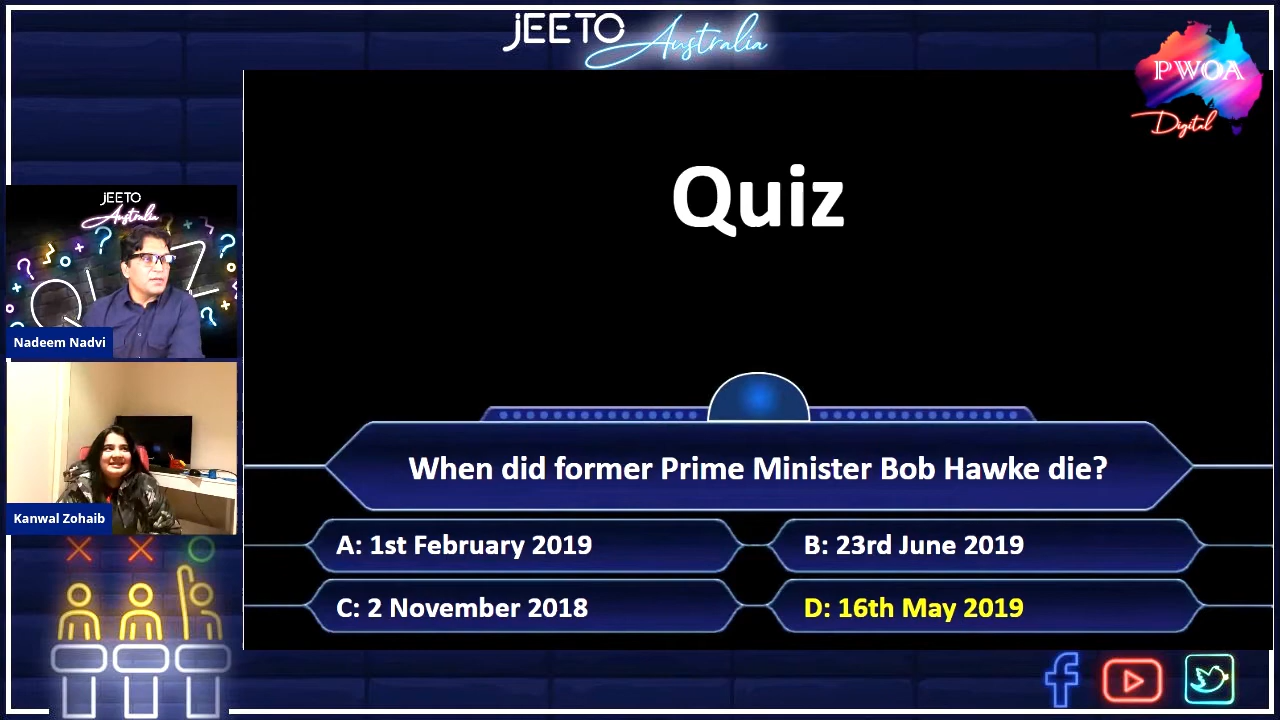 JEETO Australia
PWOA
Digital
JEETO
Australia
QUIZ
Nadeem Nadvi
Kanwal Zohaib
Quiz
When did former Prime Minister Bob Hawke die?
A: 1st February 2019
B: 23rd June 2019
C: 2 November 2018
D: 16th May 2019